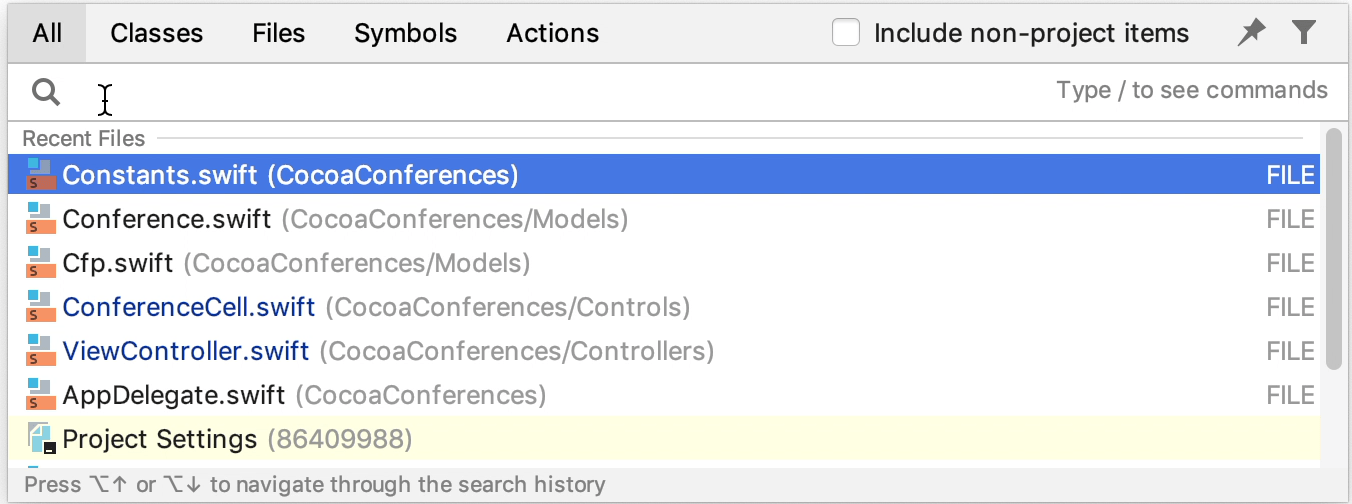 All Classes Files Symbols Actions Include non-project items
Type / to see commands
Recent Files
Constants.swift (CocoaConferences) FILE
Conference.swift (CocoaConferences/Models) FILE
Cfp.swift (CocoaConferences/Models) FILE
ConferenceCell.swift (CocoaConferences/Controls) FILE
ViewController.swift (CocoaConferences/Controllers) FILE
AppDelegate.swift (CocoaConferences) FILE
Project Settings (86409988)
Press ⌥↑ or ⌥↓ to navigate through the search history